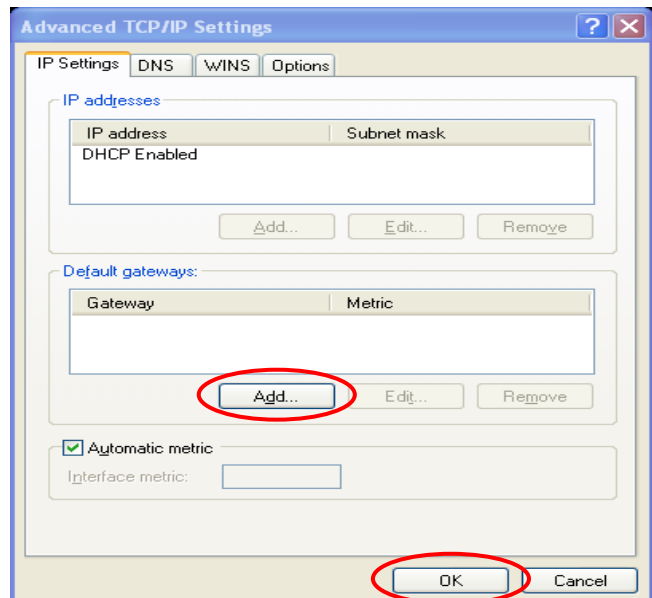 Advanced TCP/IP Settings
IP Settings DNS WINS Options
IP addresses
IP address Subnet mask
DHCP Enabled
Add... Edit... Remove
Default gateways:
Gateway Metric
Add... Edit... Remove
Automatic metric
Interface metric:
OK Cancel